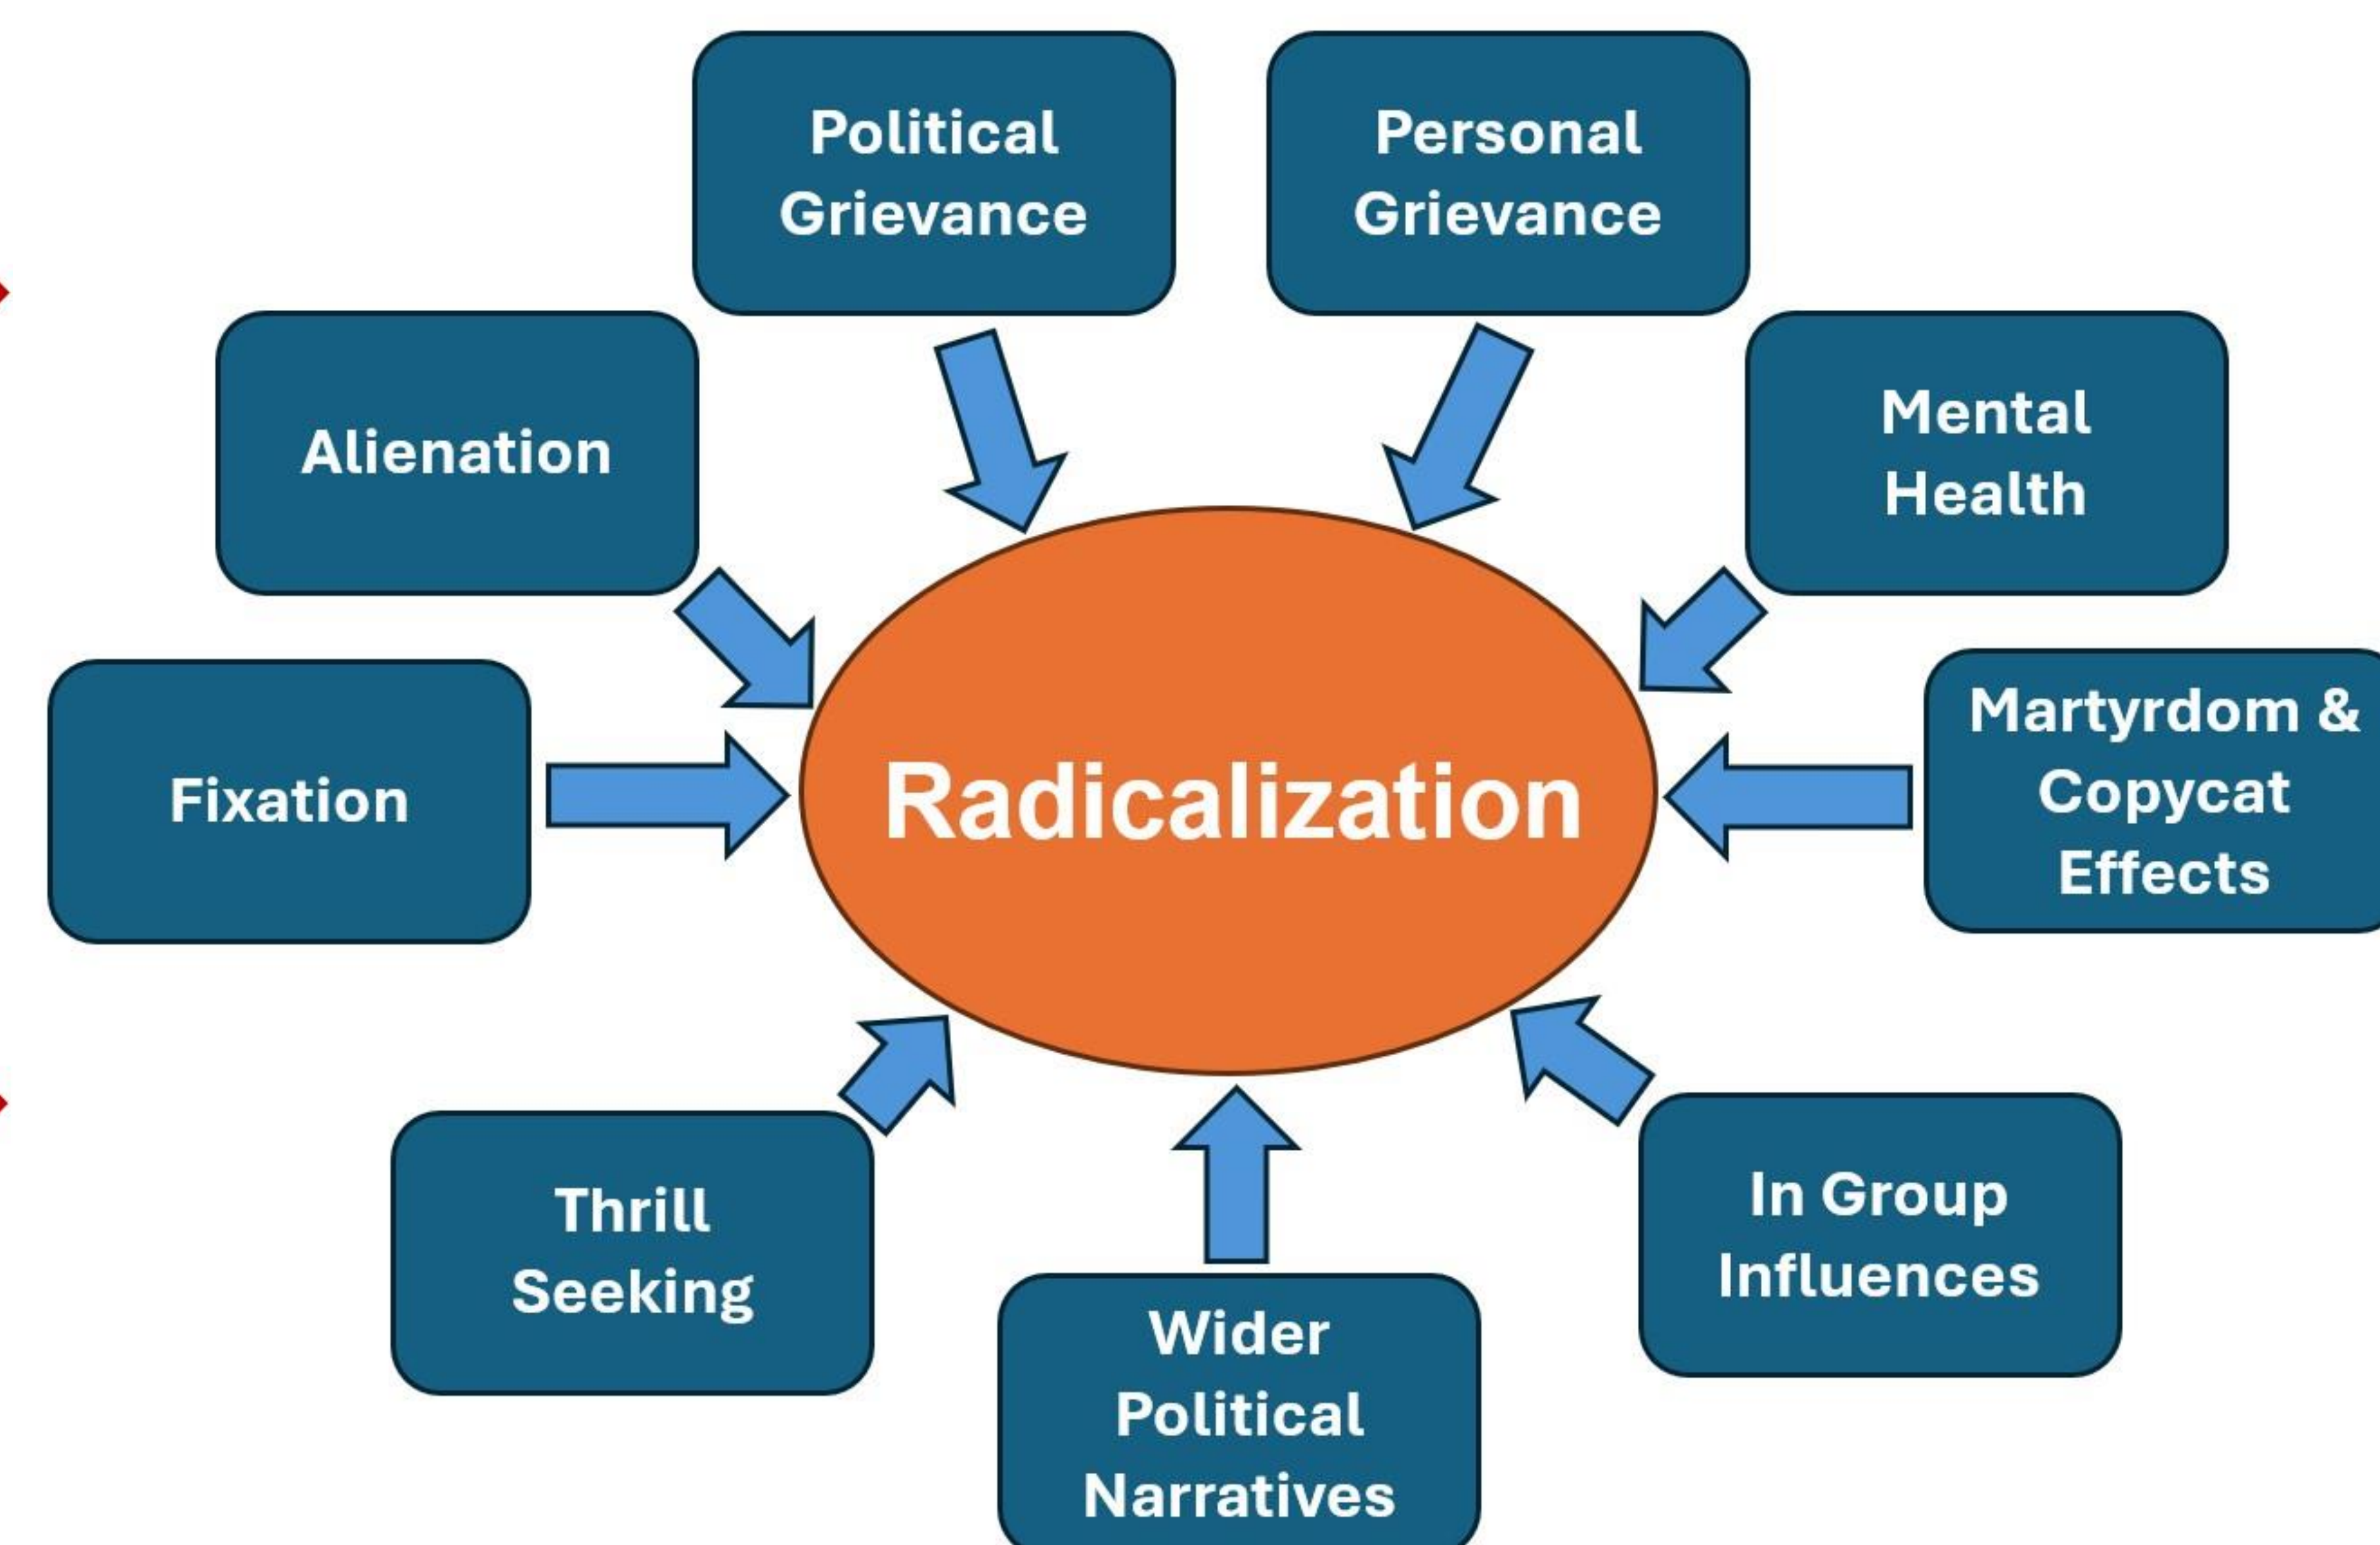 Political
Grievance
Personal
Grievance
Alienation
Mental
Health
Fixation
Radicalization
Martyrdom &
Copycat
Effects
Thrill
Seeking
Wider
Political
Narratives
In Group
Influences